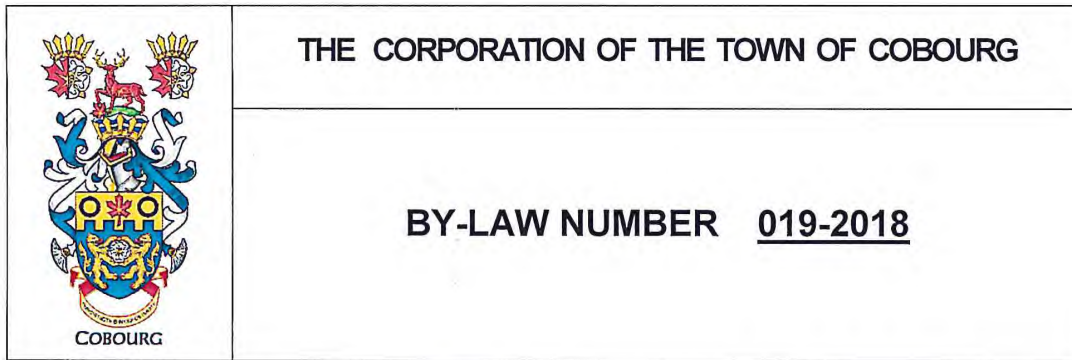 THE CORPORATION OF THE TOWN OF COBOURG
BY-LAW NUMBER 019-2018
COBOURG